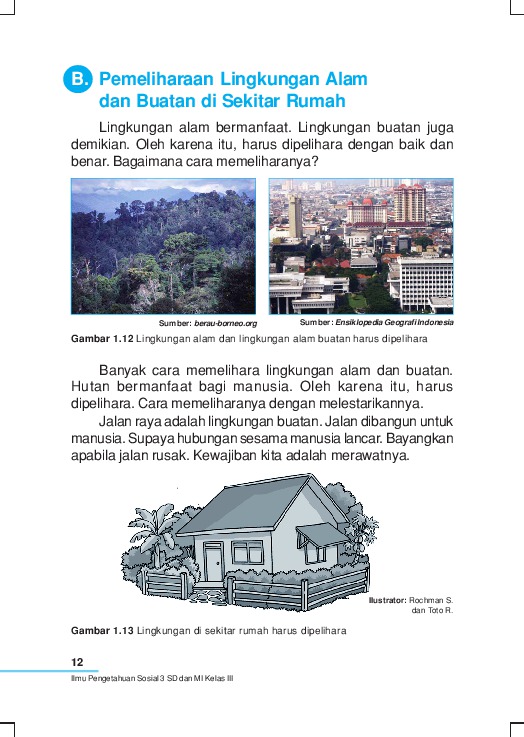 B. Pemeliharaan Lingkungan Alam
dan Buatan di Sekitar Rumah
Lingkungan alam bermanfaat. Lingkungan buatan juga
demikian. Oleh karena itu, harus dipelihara dengan baik dan
benar. Bagaimana cara memeliharanya?
Sumber: berau-borneo.org
Sumber: Ensiklopedia Geografi Indonesia
Gambar 1.12 Lingkungan alam dan lingkungan alam buatan harus dipelihara
Banyak cara memelihara lingkungan alam dan buatan.
Hutan bermanfaat bagi manusia. Oleh karena itu, harus
dipelihara. Cara memeliharanya dengan melestarikannya.
Jalan raya adalah lingkungan buatan. Jalan dibangun untuk
manusia. Supaya hubungan sesama manusia lancar. Bayangkan
apabila jalan rusak. Kewajiban kita adalah merawatnya.
Ilustrator: Rochman S.
dan Toto R.
Gambar 1.13 Lingkungan di sekitar rumah harus dipelihara
12
Ilmu Pengetahuan Sosial 3 SD dan MI Kelas III